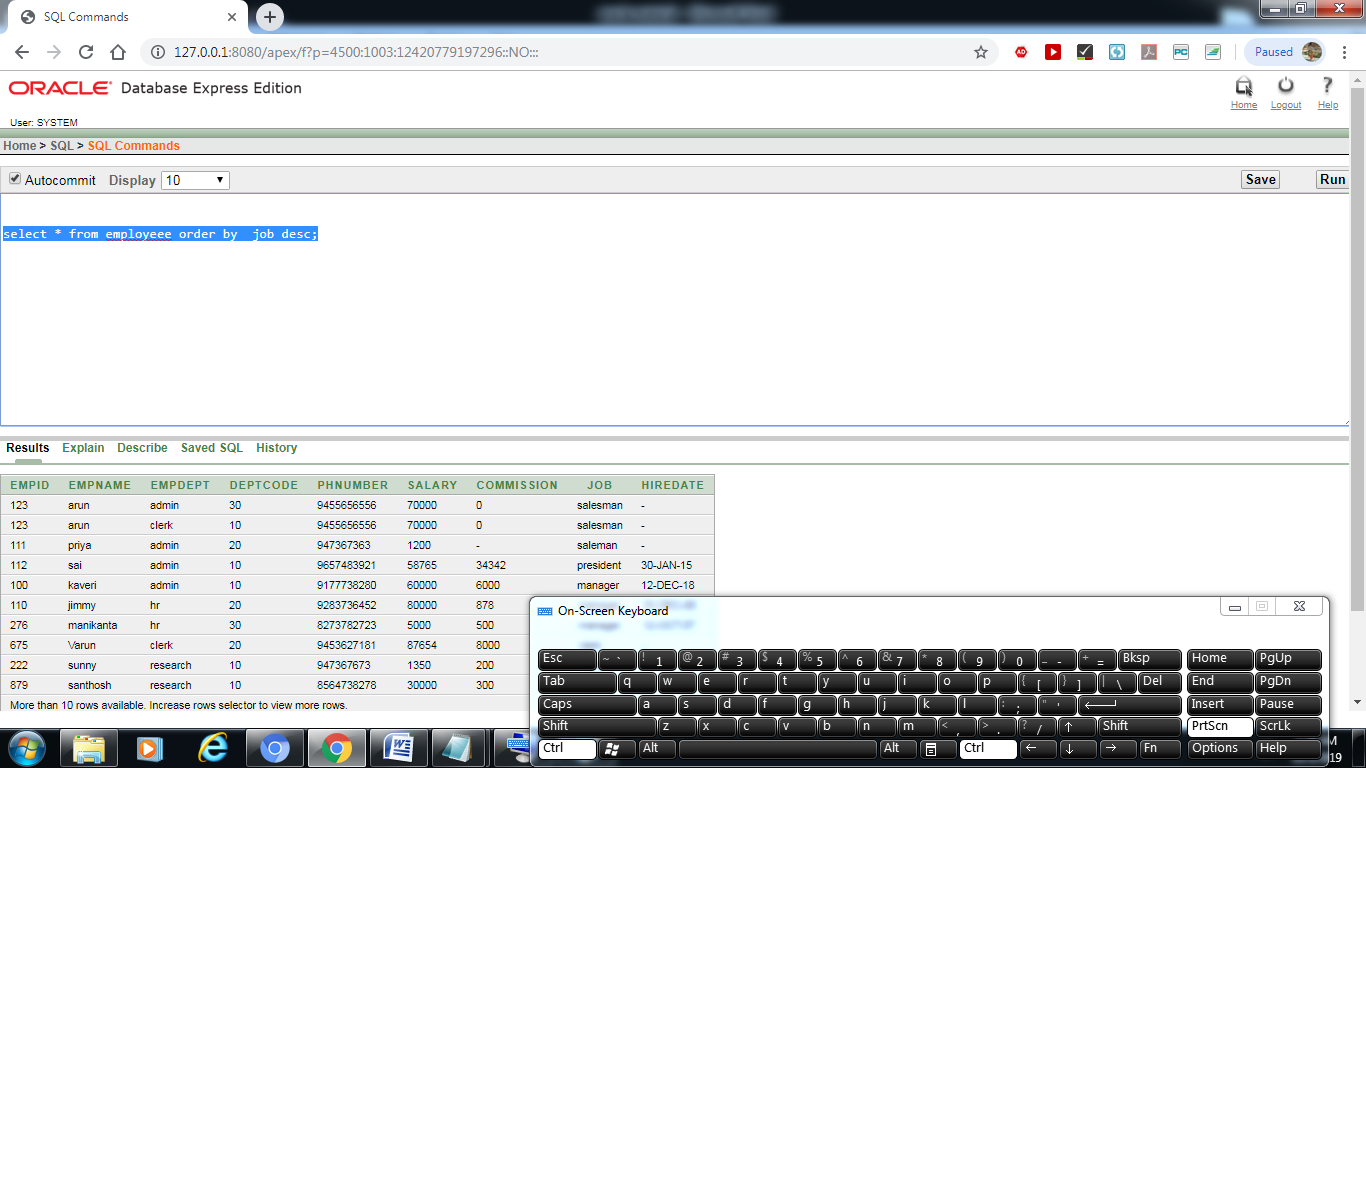 SQL Commands
127.0.0.1:8080/apex/f?p=4500:1003:12420779197296::NO:::
Paused
ORACLE Database Express Edition
Home Logout Help
User: SYSTEM
Home > SQL > SQL Commands
Autocommit Display 10 Save Run
select * from employeee order by  job desc;
Results Explain Describe Saved SQL History
EMPID EMPNAME EMPDEPT DEPTCODE PHNUMBER SALARY COMMISSION JOB HIREDATE
123 arun admin 30 9455656556 70000 0 salesman -
123 arun clerk 10 9455656556 70000 0 salesman -
111 priya admin 20 947367363 1200 - saleman -
112 sai admin 10 9657483921 58765 34342 president 30-JAN-15
100 kaveri admin 10 9177738280 60000 6000 manager 12-DEC-18
110 jimmy hr 20 9283736452 80000 878
276 manikanta hr 30 8273782723 5000 500
675 Varun clerk 20 9453627181 87654 8000
222 sunny research 10 947367673 1350 200
879 santhosh research 10 8564738278 30000 300
More than 10 rows available. Increase rows selector to view more rows.
On-Screen Keyboard
Esc ~ ` ! 1 @ 2 # 3 $ 4 % 5 ^ 6 & 7 * 8 ( 9 ) 0 _ - + = Bksp Home PgUp
Tab q w e r t y u i o p { [ } ] | \ Del End PgDn
Caps a s d f g h j k l : ; " ' Insert Pause
Shift z x c v b n m < , > . ? / ↑ Shift PrtScn ScrLk
Ctrl Alt Alt Ctrl ← ↓ → Fn Options Help
M
19